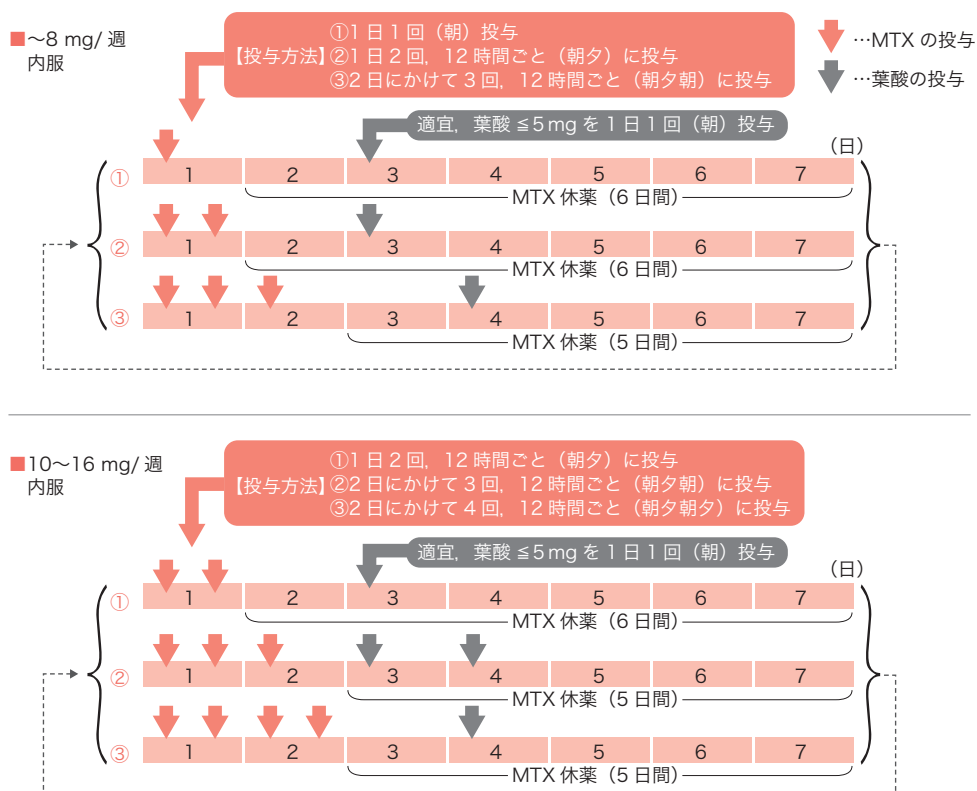 ■〜8 mg/ 週
内服
【投与方法】
①1 日 1 回（朝）投与
②1 日 2 回，12 時間ごと（朝夕）に投与
③2 日にかけて 3 回，12 時間ごと（朝夕朝）に投与
…MTX の投与
…葉酸の投与
適宜，葉酸 ≦5 mg を 1 日 1 回（朝）投与
（日）
① 1 2 3 4 5 6 7
MTX 休薬（6 日間）
② 1 2 3 4 5 6 7
MTX 休薬（6 日間）
③ 1 2 3 4 5 6 7
MTX 休薬（5 日間）
■10〜16 mg/ 週
内服
【投与方法】
①1 日 2 回，12 時間ごと（朝夕）に投与
②2 日にかけて 3 回，12 時間ごと（朝夕朝）に投与
③2 日にかけて 4 回，12 時間ごと（朝夕朝夕）に投与
適宜，葉酸 ≦5 mg を 1 日 1 回（朝）投与
（日）
① 1 2 3 4 5 6 7
MTX 休薬（6 日間）
② 1 2 3 4 5 6 7
MTX 休薬（5 日間）
③ 1 2 3 4 5 6 7
MTX 休薬（5 日間）